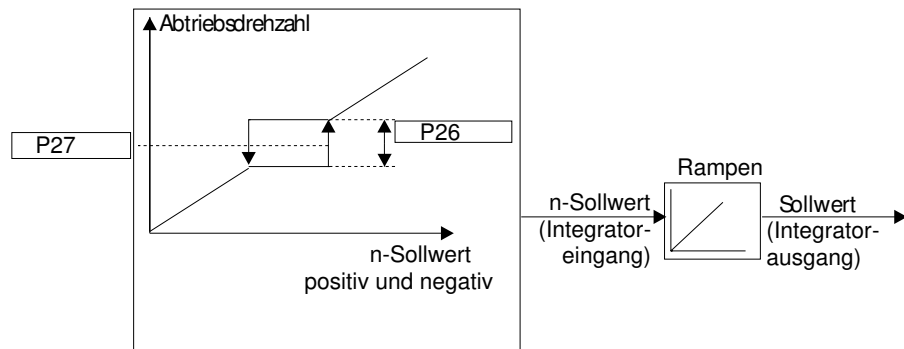 Abtriebsdrehzahl
P27
P26
n-Sollwert
positiv und negativ
n-Sollwert
(Integrator-
eingang)
Rampen
Sollwert
(Integrator-
ausgang)